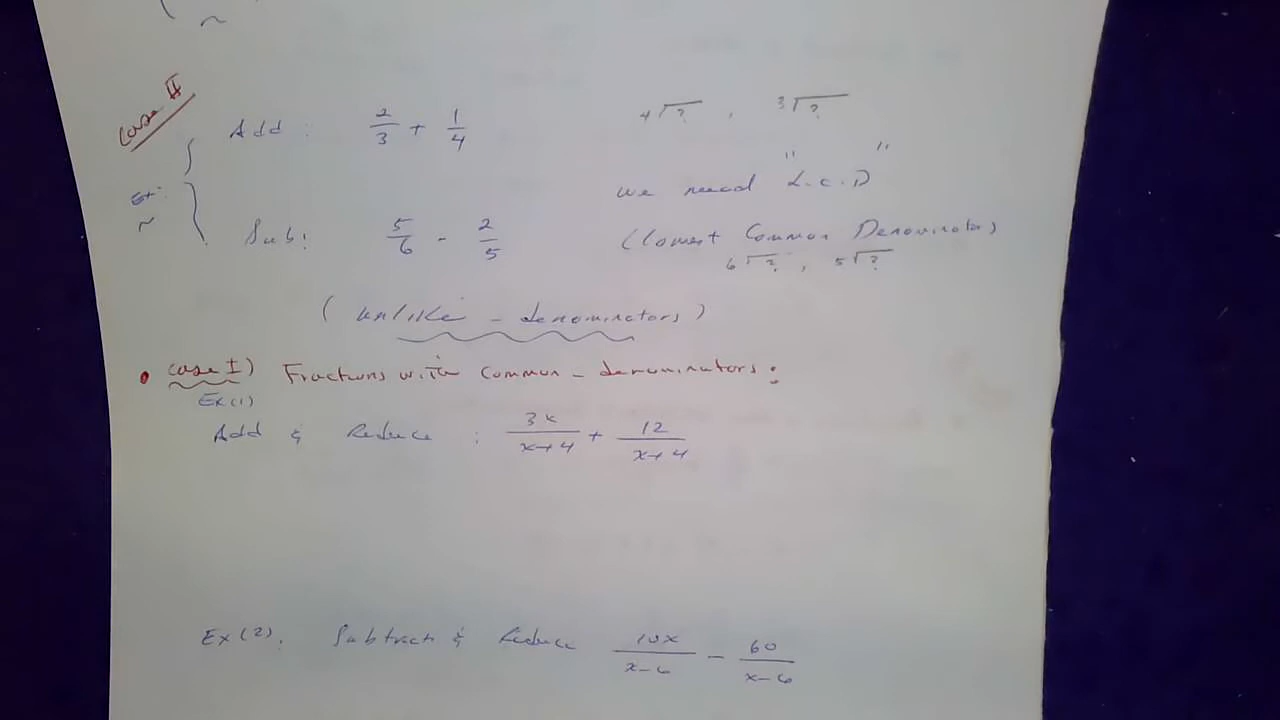 Case II
Add : 2/3 + 1/4
4√? , 3√?
Ex:
we need "L.C.D"
Sub: 5/6 - 2/5
(Lowest Common Denominator)
6√? , 5√?
(unlike - denominators)
• Case I) Fractions with Common - denominators:
Ex(1)
Add & Reduce : 3x/x+4 + 12/x+4
Ex(2). Subtract & Reduce 10x/x-6 - 60/x-6